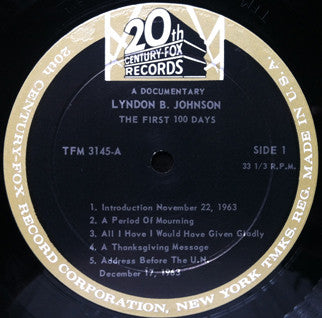 20th
CENTURY-FOX
RECORDS
A DOCUMENTARY
LYNDON B. JOHNSON
THE FIRST 100 DAYS
TFM 3145-A
SIDE 1
33 1/3 R.P.M.
1. Introduction November 22, 1963
2. A Period Of Mourning
3. All I Have I Would Have Given Gladly
4. A Thanksgiving Message
5. Address Before The U.N.
December 17, 1963
20th CENTURY-FOX RECORD CORPORATION, NEW YORK TMKS. REG. MADE IN U.S.A.